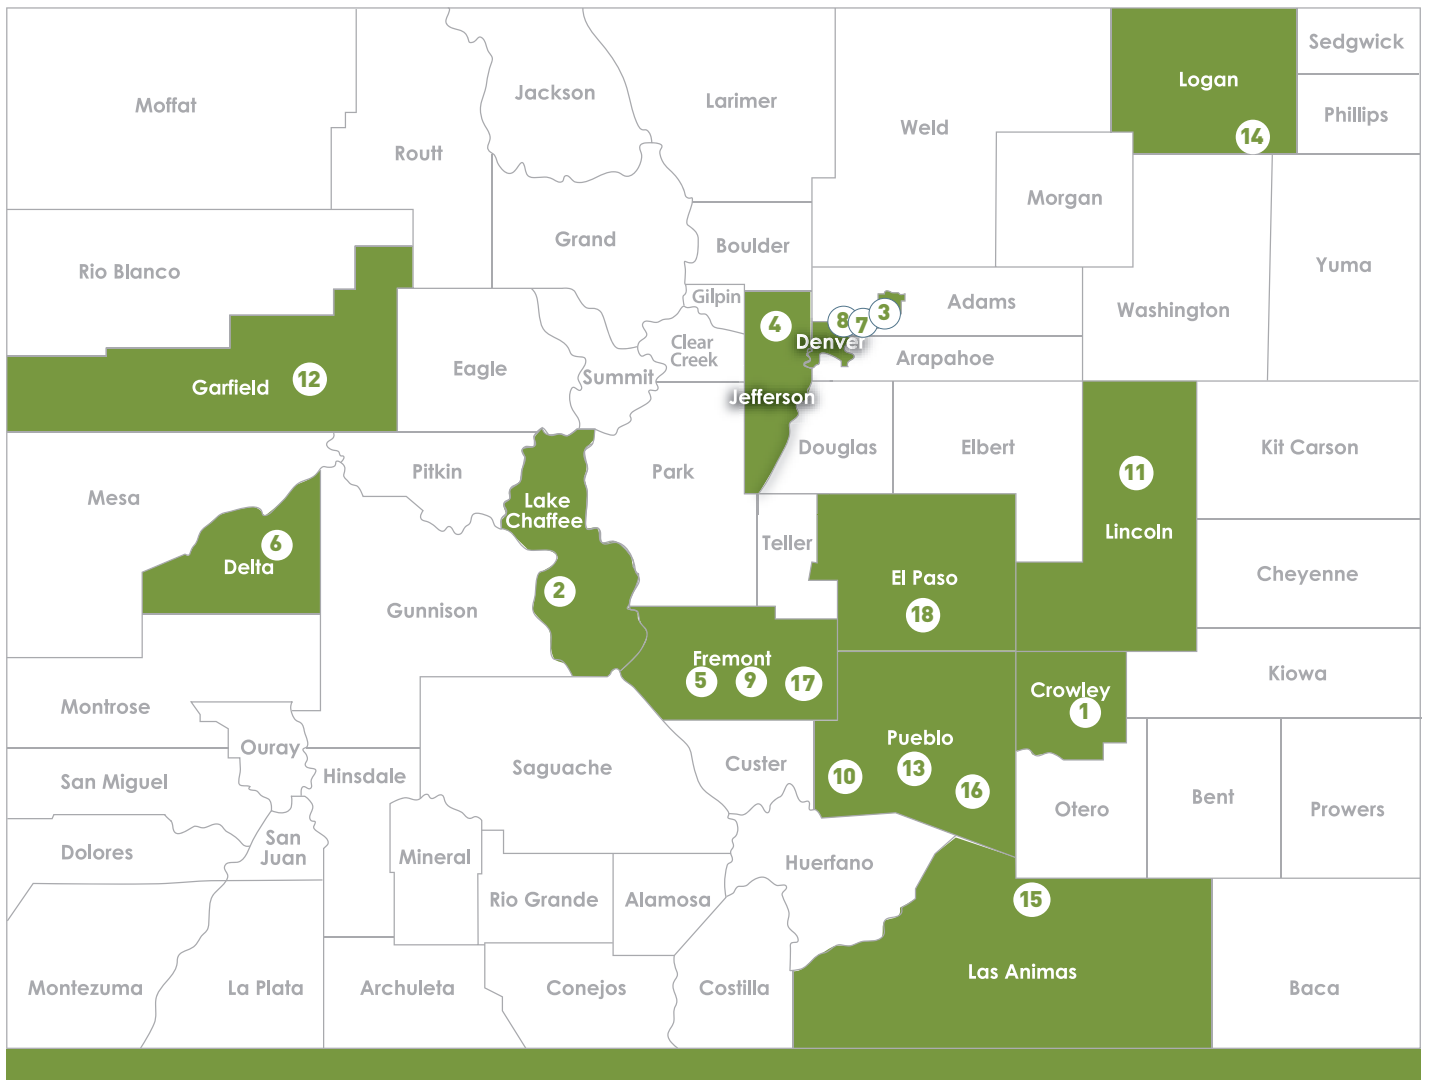 Sedgwick
Logan
Jackson
Larimer
Moffat
Phillips
Weld
14
Routt
Morgan
Grand
Boulder
Yuma
Rio Blanco
Gilpin
Adams
Washington
4
8
7
3
Denver
Clear
Creek
Arapahoe
Eagle
Summit
12
Garfield
Jefferson
Douglas
Elbert
Kit Carson
Pitkin
Park
11
Mesa
Lake
Chaffee
Lincoln
Teller
6
Delta
El Paso
Cheyenne
2
Gunnison
18
Fremont
5
9
17
Kiowa
Crowley
1
Montrose
Pueblo
Ouray
Custer
Saguache
13
Hinsdale
10
San Miguel
16
Bent
Otero
Prowers
San
Juan
Dolores
Mineral
Huerfano
Rio Grande
Alamosa
15
Las Animas
Montezuma
La Plata
Archuleta
Conejos
Costilla
Baca